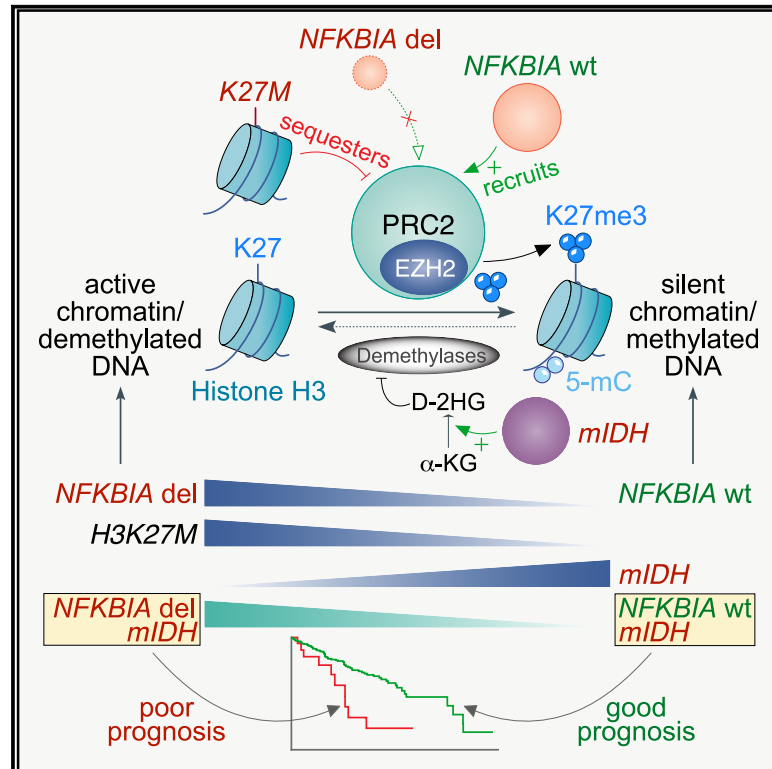 NFKBIA del
NFKBIA wt
K27M
sequesters
×
+
recruits
PRC2
EZH2
K27me3
K27
active
chromatin/
demethylated
DNA
silent
chromatin/
methylated
DNA
Histone H3
Demethylases
5-mC
D-2HG
+
mIDH
α-KG
NFKBIA del
NFKBIA wt
H3K27M
mIDH
NFKBIA del
mIDH
NFKBIA wt
mIDH
poor
prognosis
good
prognosis